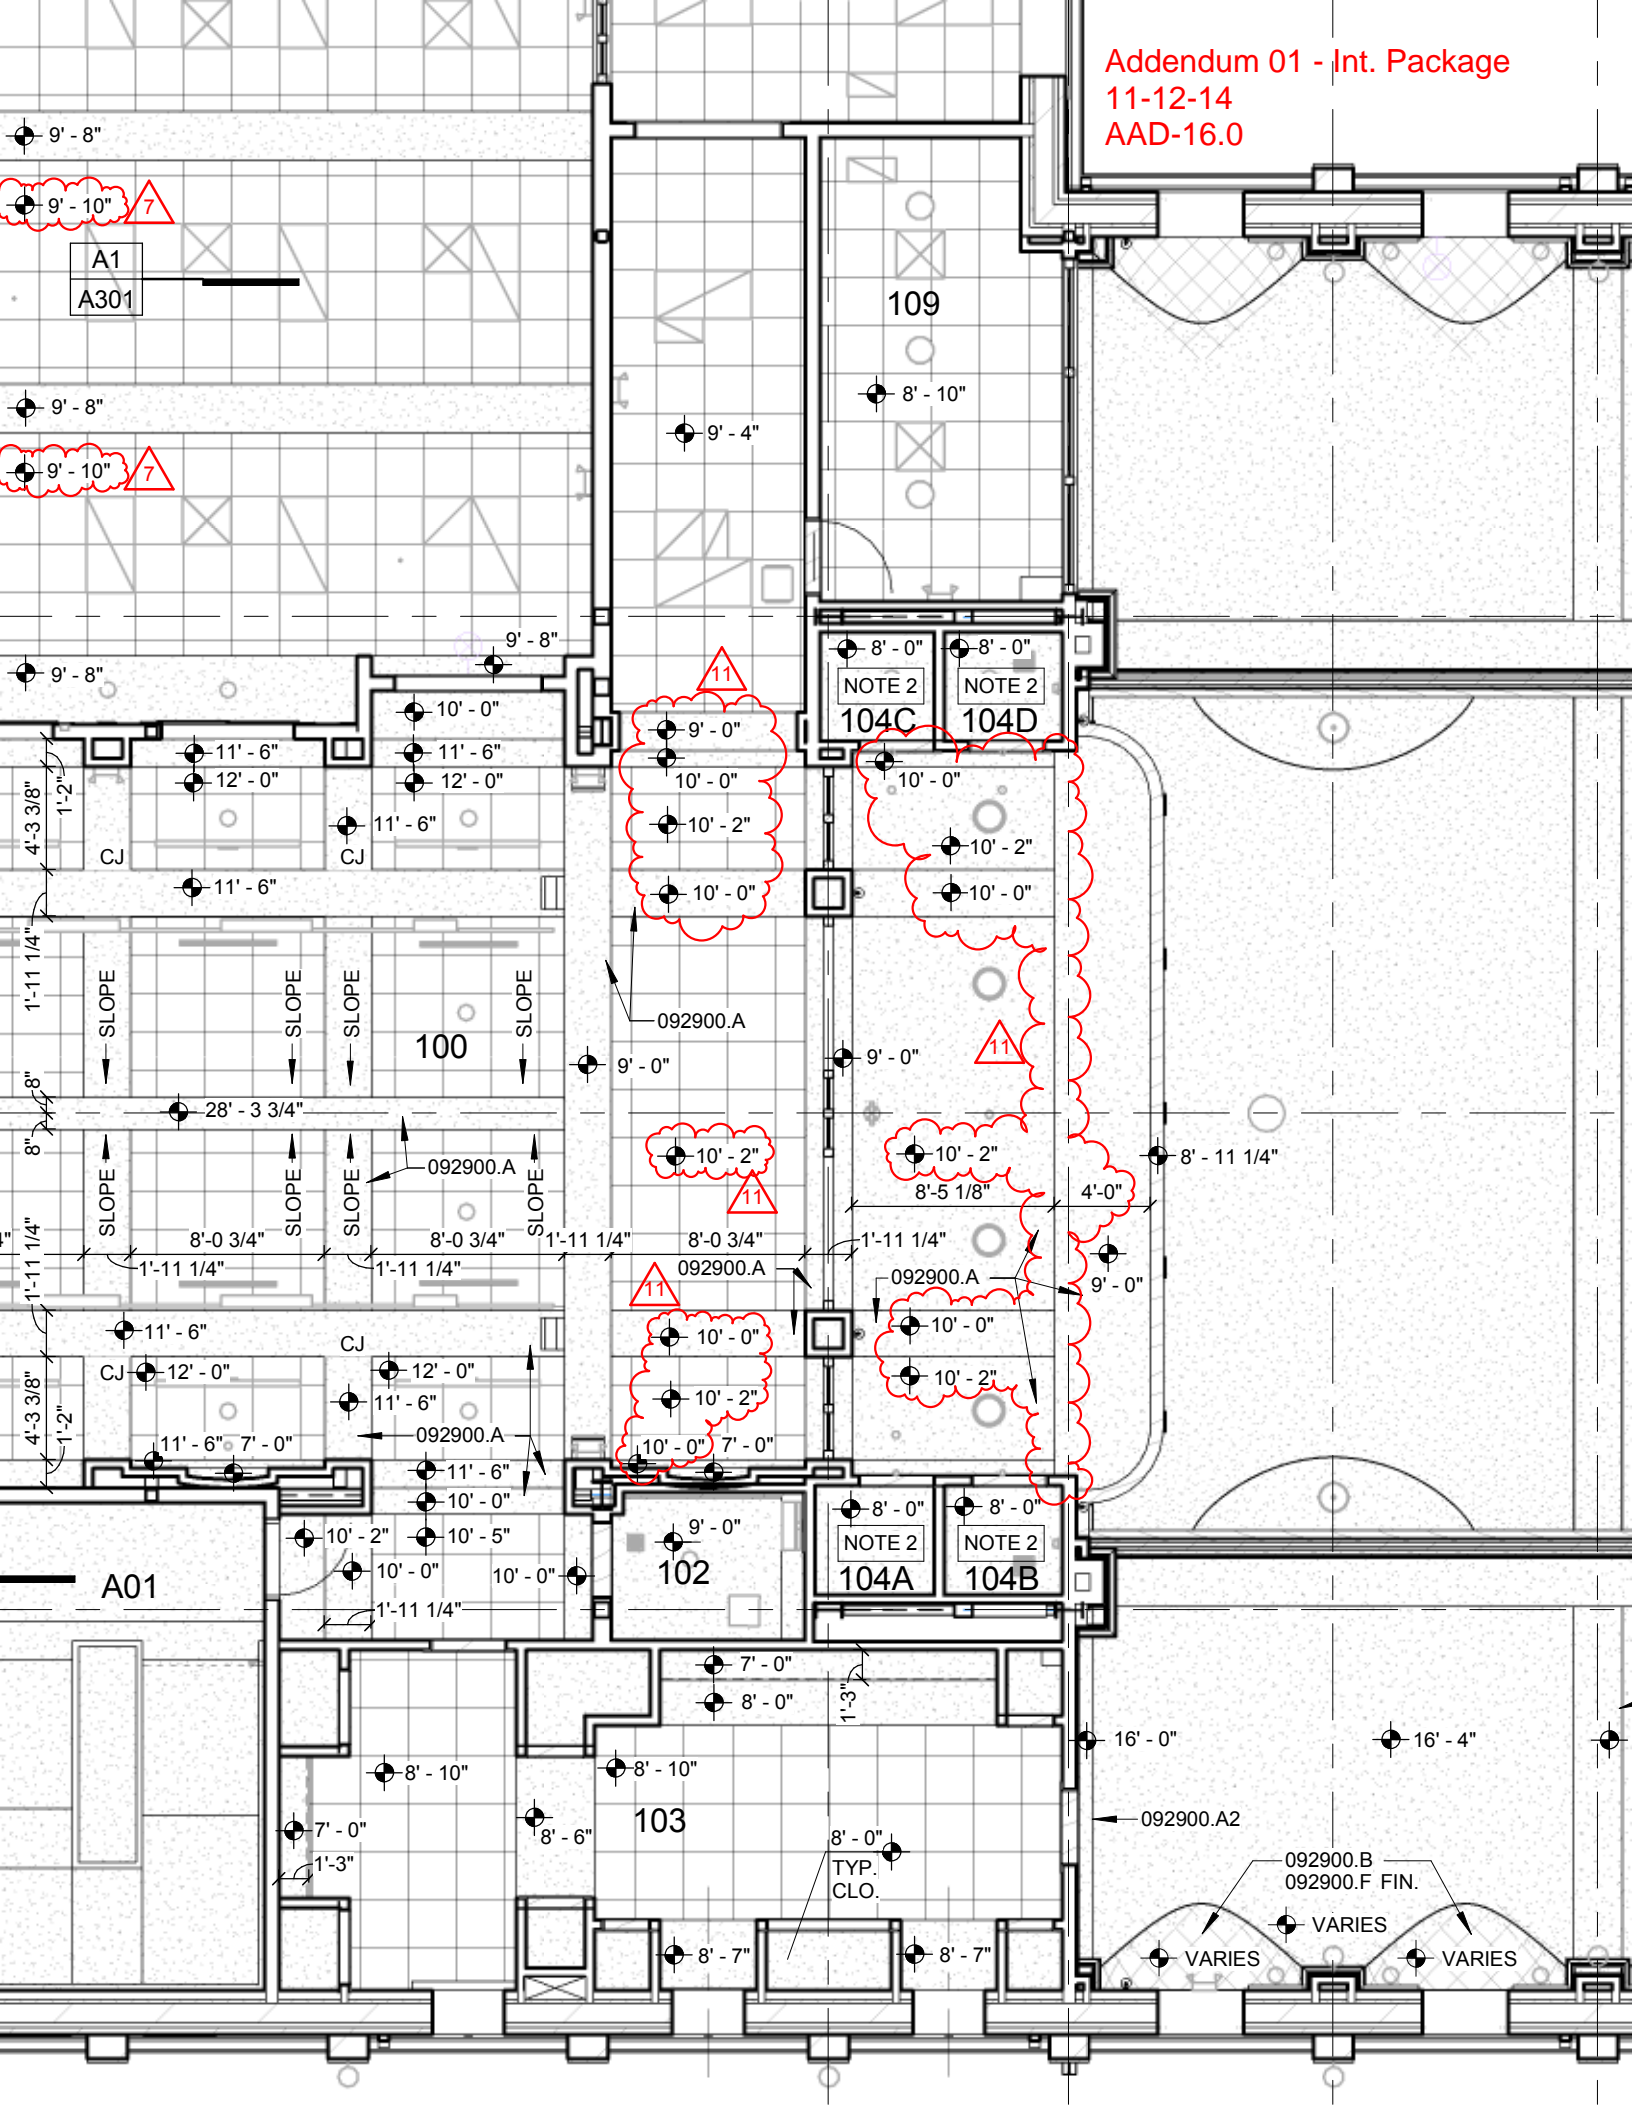 Addendum 01 - Int. Package
11-12-14
AAD-16.0
9' - 8"
9' - 10"
7
A1
A301
109
8' - 10"
9' - 8"
9' - 4"
9' - 10"
7
9' - 8"
9' - 8"
8' - 0"
8' - 0"
11
NOTE 2
NOTE 2
104C
104D
10' - 0"
9' - 0"
11' - 6"
11' - 6"
12' - 0"
12' - 0"
10' - 0"
10' - 0"
1'-2"
4'-3 3/8"
11' - 6"
10' - 2"
10' - 2"
CJ
CJ
11' - 6"
10' - 0"
10' - 0"
1'-11 1/4"
SLOPE
SLOPE
SLOPE
SLOPE
092900.A
100
11
9' - 0"
9' - 0"
8"
28' - 3 3/4"
8"
092900.A
10' - 2"
10' - 2"
8' - 11 1/4"
SLOPE
SLOPE
SLOPE
SLOPE
11
8'-5 1/8"
4'-0"
4"
8'-0 3/4"
8'-0 3/4"
1'-11 1/4"
8'-0 3/4"
1'-11 1/4"
1'-11 1/4"
1'-11 1/4"
1'-11 1/4"
092900.A
092900.A
9' - 0"
11
11' - 6"
CJ
10' - 0"
10' - 0"
CJ
12' - 0"
12' - 0"
10' - 2"
4'-3 3/8"
1'-2"
11' - 6"
10' - 2"
092900.A
11' - 6"
7' - 0"
10' - 0"
7' - 0"
11' - 6"
10' - 0"
8' - 0"
8' - 0"
10' - 2"
10' - 5"
9' - 0"
NOTE 2
NOTE 2
A01
10' - 0"
10' - 0"
102
104A
104B
1'-11 1/4"
7' - 0"
8' - 0"
1'-3"
16' - 0"
16' - 4"
8' - 10"
8' - 10"
103
092900.A2
7' - 0"
8' - 6"
8' - 0"
TYP.
CLO.
1'-3"
092900.B
092900.F FIN.
VARIES
8' - 7"
8' - 7"
VARIES
VARIES